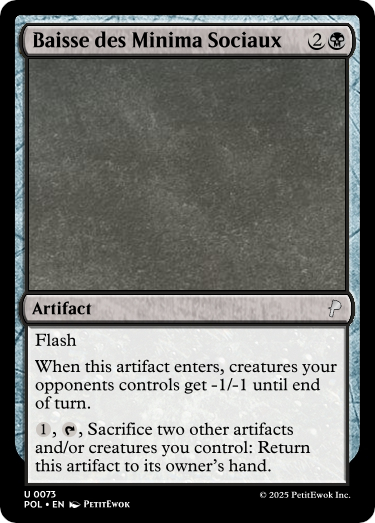 Baisse des Minima Sociaux 2
Artifact
Flash
When this artifact enters, creatures your
opponents controls get -1/-1 until end
of turn.
1, , Sacrifice two other artifacts
and/or creatures you control: Return
this artifact to its owner's hand.
U 0073
POL • EN PetitEwok
© 2025 PetitEwok Inc.